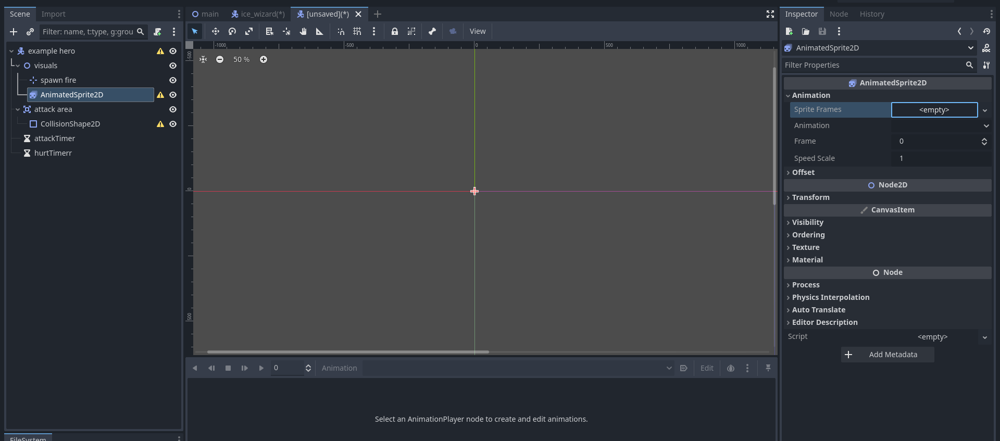 Scene
Import
Filter: name, t:type, g:grou
example hero
visuals
spawn fire
AnimatedSprite2D
attack area
CollisionShape2D
attackTimer
hurtTimerr
FileSystem
main
ice_wizard(*)
[unsaved](*)
View
-1000
-500
0
500
1000
-500
0
500
50 %
0
Animation
Edit
Select an AnimationPlayer node to create and edit animations.
Inspector
Node
History
AnimatedSprite2D
DOC
Filter Properties
AnimatedSprite2D
Animation
Sprite Frames
<empty>
Animation
Frame
0
Speed Scale
1
Offset
Node2D
Transform
CanvasItem
Visibility
Ordering
Texture
Material
Node
Process
Physics Interpolation
Auto Translate
Editor Description
Script
<empty>
Add Metadata